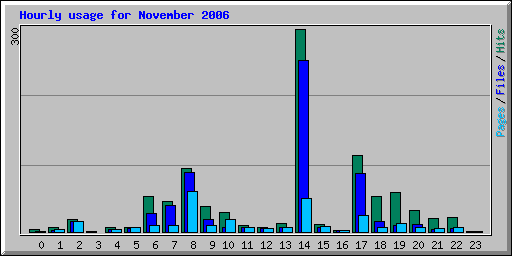 Hourly usage for November 2006
300
Pages / Files / Hits
0 1 2 3 4 5 6 7 8 9 10 11 12 13 14 15 16 17 18 19 20 21 22 23